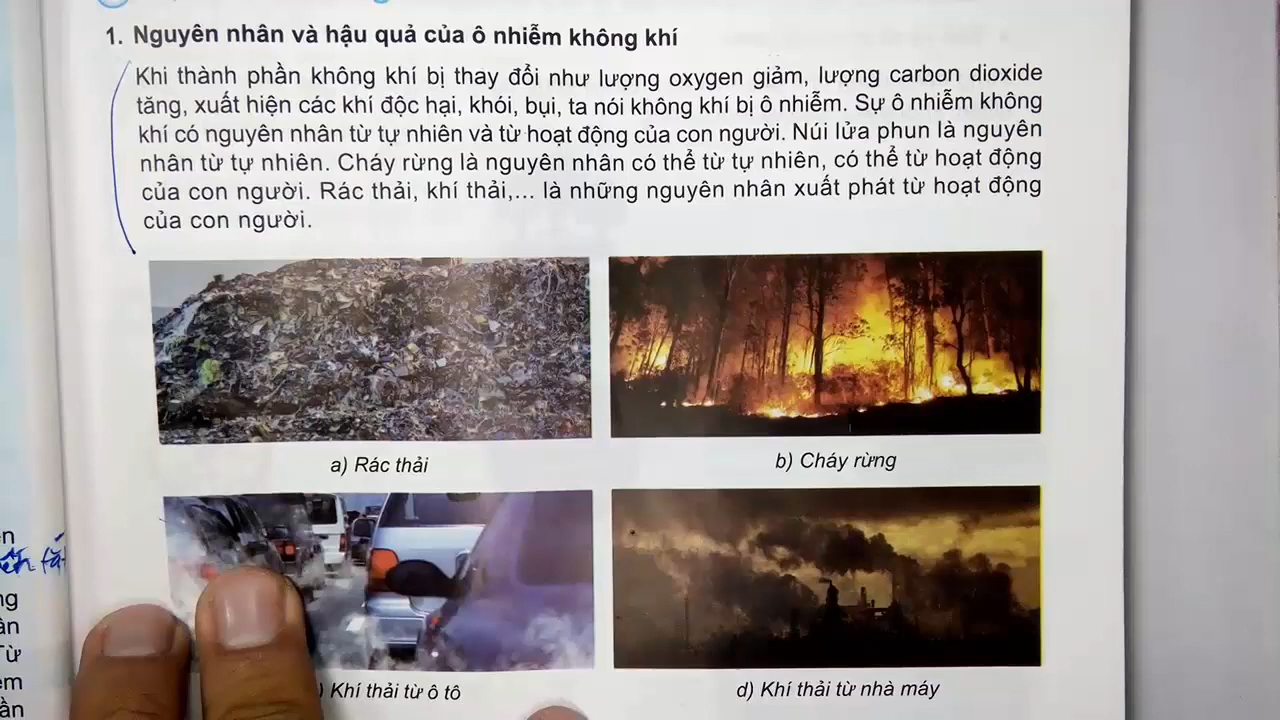 1. Nguyên nhân và hậu quả của ô nhiễm không khí
Khi thành phần không khí bị thay đổi như lượng oxygen giảm, lượng carbon dioxide
tăng, xuất hiện các khí độc hại, khói, bụi, ta nói không khí bị ô nhiễm. Sự ô nhiễm không
khí có nguyên nhân từ tự nhiên và từ hoạt động của con người. Núi lửa phun là nguyên
nhân từ tự nhiên. Cháy rừng là nguyên nhân có thể từ tự nhiên, có thể từ hoạt động
của con người. Rác thải, khí thải,... là những nguyên nhân xuất phát từ hoạt động
của con người.
a) Rác thải
b) Cháy rừng
) Khí thải từ ô tô
d) Khí thải từ nhà máy